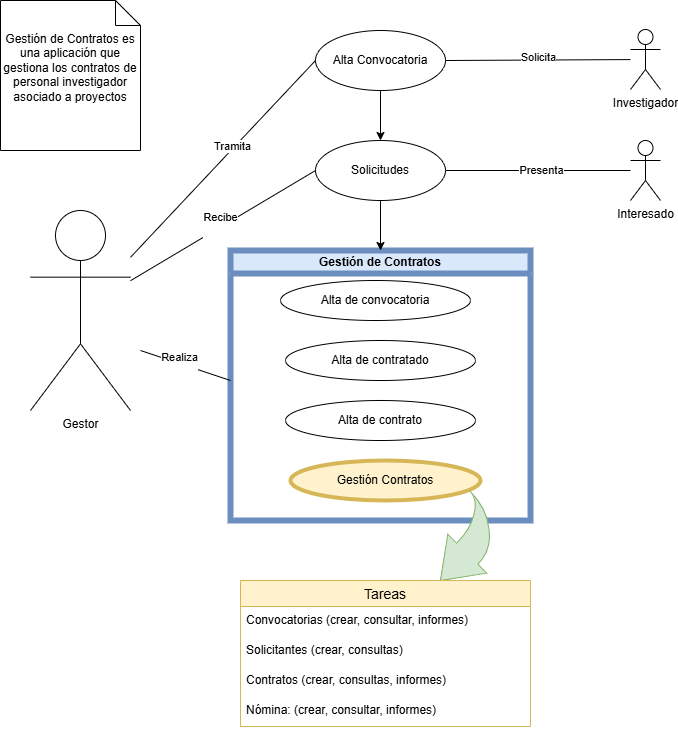 Gestión de Contratos es
una aplicación que
gestiona los contratos de
personal investigador
asociado a proyectos
Alta Convocatoria
Solicita
Investigador
Tramita
Solicitudes
Presenta
Interesado
Recibe
Gestión de Contratos
Alta de convocatoria
Realiza
Alta de contratado
Gestor
Alta de contrato
Gestión Contratos
Tareas
Convocatorias (crear, consultar, informes)
Solicitantes (crear, consultas)
Contratos (crear, consultas, informes)
Nómina: (crear, consultar, informes)